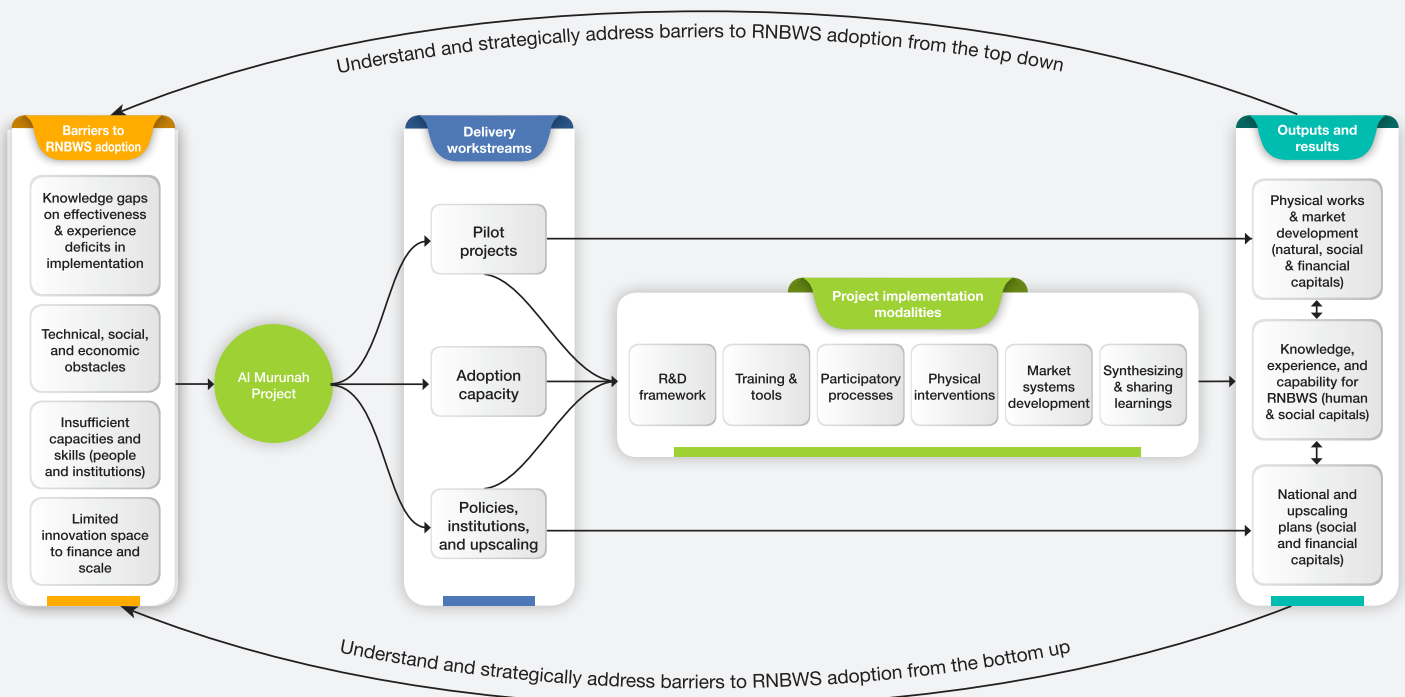 Understand and strategically address barriers to RNBWS adoption from the top down
Barriers to
RNBWS adoption
Knowledge gaps
on effectiveness
& experience
deficits in
implementation
Technical, social,
and economic
obstacles
Insufficient
capacities and
skills (people
and institutions)
Limited
innovation space
to finance and
scale
Al Murunah
Project
Delivery
workstreams
Pilot
projects
Adoption
capacity
Policies,
institutions,
and upscaling
Project implementation
modalities
R&D
framework
Training &
tools
Participatory
processes
Physical
interventions
Market
systems
development
Synthesizing
& sharing
learnings
Outputs and
results
Physical works
& market
development
(natural, social
& financial
capitals)
Knowledge,
experience, and
capability for
RNBWS (human
& social capitals)
National and
upscaling
plans (social
and financial
capitals)
Understand and strategically address barriers to RNBWS adoption from the bottom up